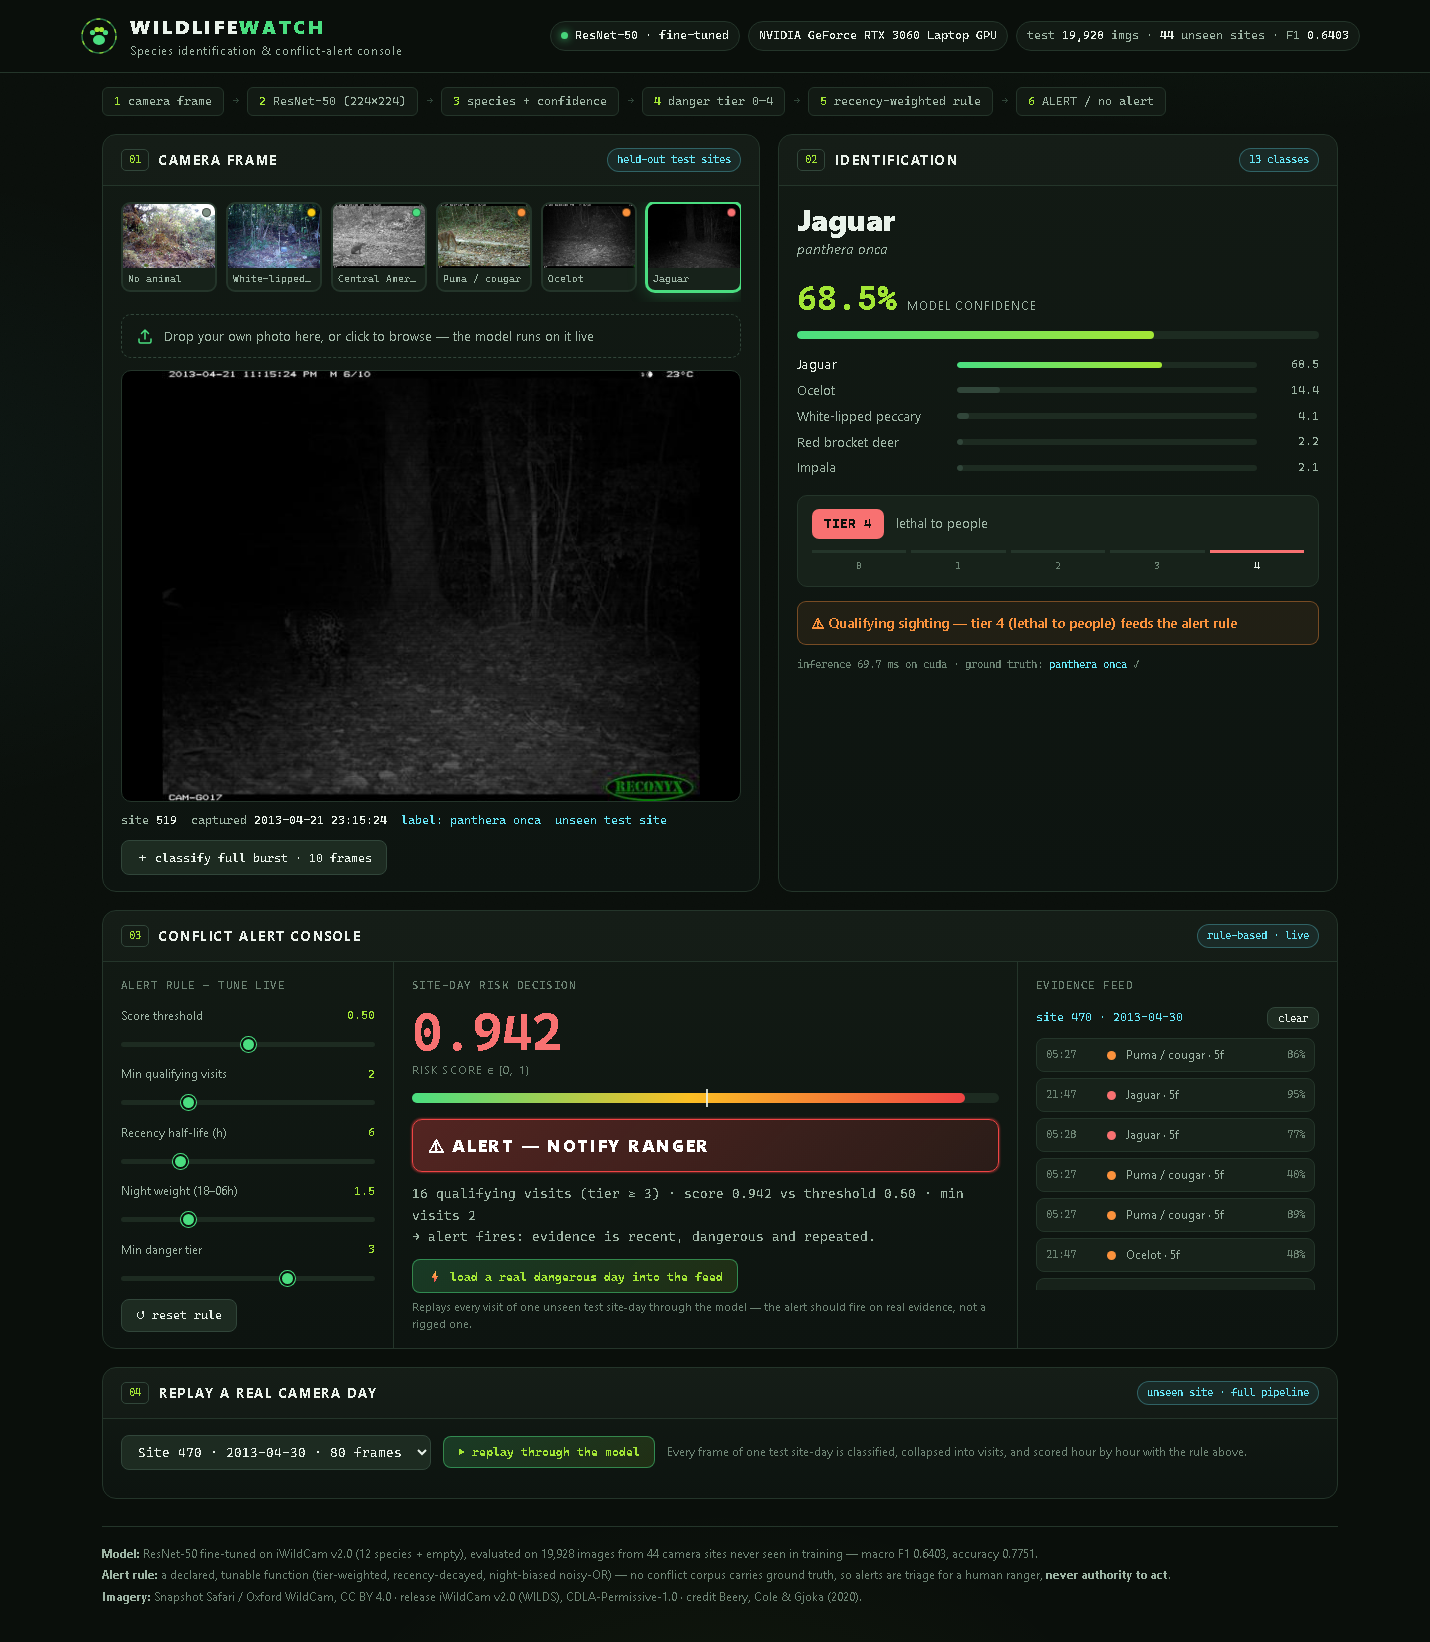 WILDLIFEWATCH
Species identification & conflict-alert console
ResNet-50 · fine-tuned
NVIDIA GeForce RTX 3060 Laptop GPU
test 19,928 imgs · 44 unseen sites · F1 0.6403
1 camera frame → 2 ResNet-50 (224×224) → 3 species + confidence → 4 danger tier 0–4 → 5 recency-weighted rule → 6 ALERT / no alert
01 CAMERA FRAME
held-out test sites
No animal
White-lipped…
Central Amer…
Puma / cougar
Ocelot
Jaguar
Drop your own photo here, or click to browse — the model runs on it live
2013-04-21 11:15:24 PM M 6/10 23°C
RECONYX
CAM-G017
site 519 captured 2013-04-21 23:15:24 label: panthera onca unseen test site
+ classify full burst · 10 frames
02 IDENTIFICATION
13 classes
Jaguar
panthera onca
68.5% MODEL CONFIDENCE
Jaguar 68.5
Ocelot 14.4
White-lipped peccary 4.1
Red brocket deer 2.2
Impala 2.1
TIER 4 lethal to people
0 1 2 3 4
⚠ Qualifying sighting — tier 4 (lethal to people) feeds the alert rule
inference 69.7 ms on cuda · ground truth: panthera onca ✓
03 CONFLICT ALERT CONSOLE
rule-based · live
ALERT RULE — TUNE LIVE
Score threshold 0.50
Min qualifying visits 2
Recency half-life (h) 6
Night weight (18–06h) 1.5
Min danger tier 3
↺ reset rule
SITE-DAY RISK DECISION
0.942
RISK SCORE ∈ [0, 1)
⚠ ALERT — NOTIFY RANGER
16 qualifying visits (tier ≥ 3) · score 0.942 vs threshold 0.50 · min
visits 2
→ alert fires: evidence is recent, dangerous and repeated.
load a real dangerous day into the feed
Replays every visit of one unseen test site-day through the model — the alert should fire on real evidence, not a
rigged one.
EVIDENCE FEED
site 470 · 2013-04-30 clear
05:27 Puma / cougar · 5f 86%
21:47 Jaguar · 5f 95%
05:28 Jaguar · 5f 77%
05:27 Puma / cougar · 5f 40%
05:27 Puma / cougar · 5f 89%
21:47 Ocelot · 5f 48%
04 REPLAY A REAL CAMERA DAY
unseen site · full pipeline
Site 470 · 2013-04-30 · 80 frames
▶ replay through the model
Every frame of one test site-day is classified, collapsed into visits, and scored hour by hour with the rule above.
Model: ResNet-50 fine-tuned on iWildCam v2.0 (12 species + empty), evaluated on 19,928 images from 44 camera sites never seen in training — macro F1 0.6403, accuracy 0.7751.
Alert rule: a declared, tunable function (tier-weighted, recency-decayed, night-biased noisy-OR) — no conflict corpus carries ground truth, so alerts are triage for a human ranger, never authority to act.
Imagery: Snapshot Safari / Oxford WildCam, CC BY 4.0 · release iWildCam v2.0 (WILDS), CDLA-Permissive-1.0 · credit Beery, Cole & Gjoka (2020).